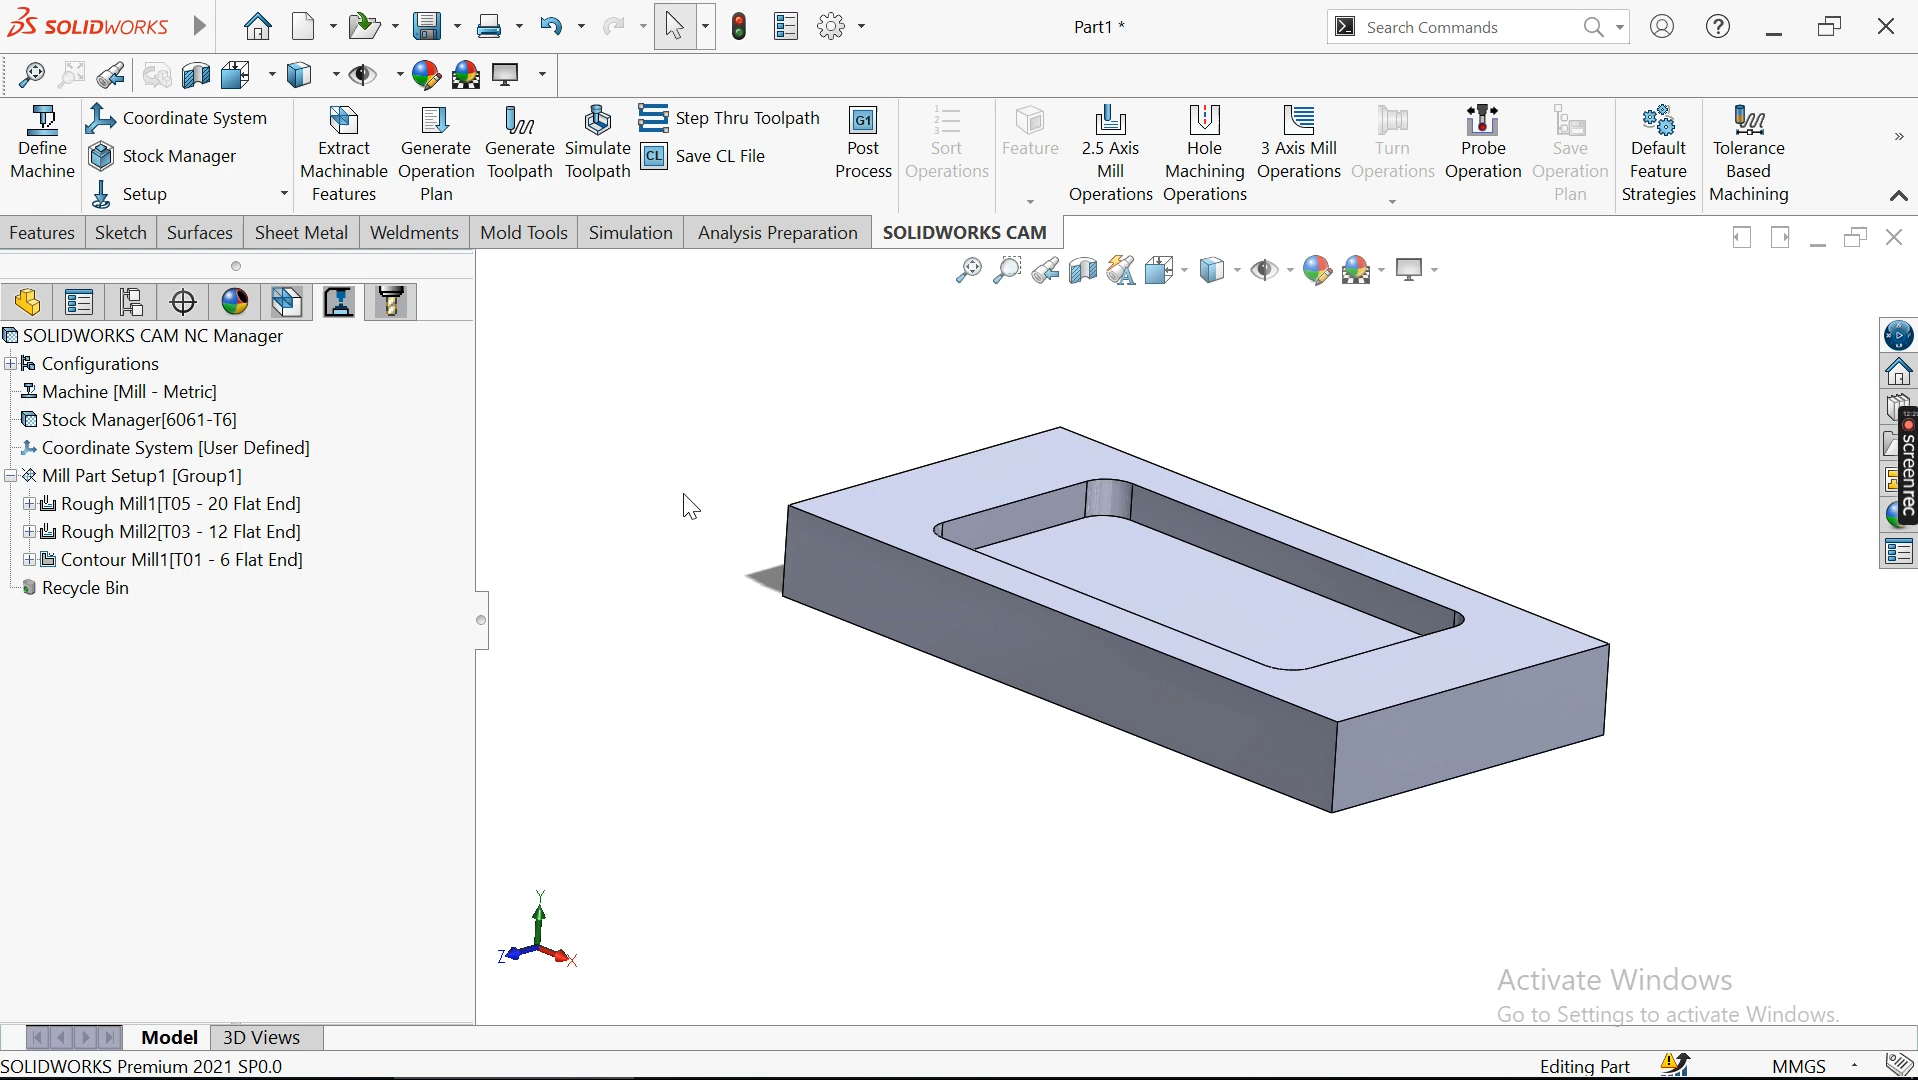 SOLIDWORKS
Part1 *
Search Commands
Define Machine
Coordinate System
Stock Manager
Setup
Extract Machinable Features
Generate Operation Plan
Generate Toolpath
Simulate Toolpath
Step Thru Toolpath
Save CL File
G1
CL
Post Process
Sort Operations
Feature
2.5 Axis Mill Operations
Hole Machining Operations
3 Axis Mill Operations
Turn Operations
Probe Operation
Save Operation Plan
Default Feature Strategies
Tolerance Based Machining
Features
Sketch
Surfaces
Sheet Metal
Weldments
Mold Tools
Simulation
Analysis Preparation
SOLIDWORKS CAM
SOLIDWORKS CAM NC Manager
Configurations
Machine [Mill - Metric]
Stock Manager[6061-T6]
Coordinate System [User Defined]
Mill Part Setup1 [Group1]
Rough Mill1[T05 - 20 Flat End]
Rough Mill2[T03 - 12 Flat End]
Contour Mill1[T01 - 6 Flat End]
Recycle Bin
screenrec
Y
Z
X
Activate Windows
Go to Settings to activate Windows.
Model
3D Views
SOLIDWORKS Premium 2021 SP0.0
Editing Part
MMGS